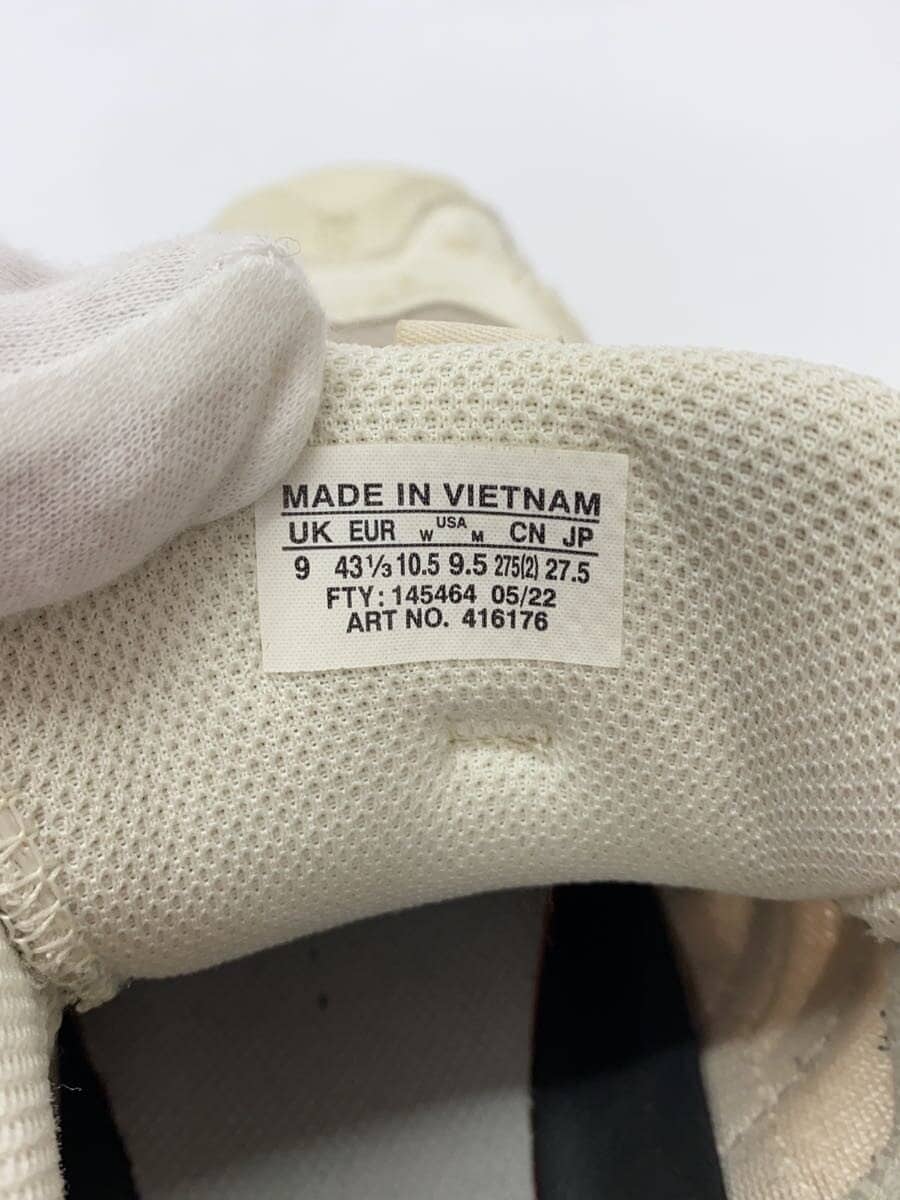 MADE IN VIETNAM
UK EUR W USA M CN JP
9 43⅓ 10.5 9.5 275(2) 27.5
FTY: 145464 05/22
ART NO. 416176